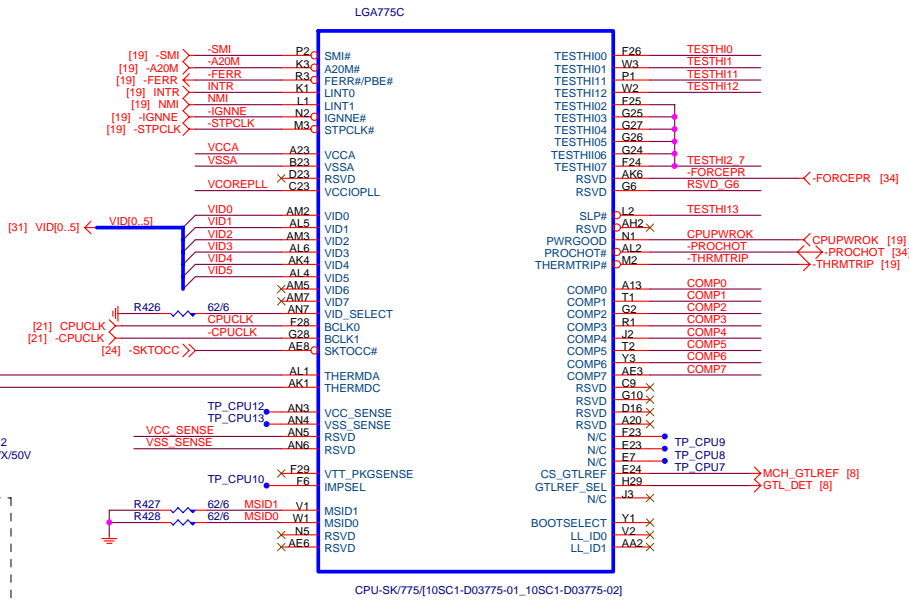 LGA775C
[19] -SMI -SMI P2 SMI#
[19] -A20M -A20M K3 A20M#
[19] -FERR -FERR R3 FERR#/PBE#
[19] INTR INTR K1 LINT0
[19] NMI NMI L1 LINT1
[19] -IGNNE -IGNNE N2 IGNNE#
[19] -STPCLK -STPCLK M3 STPCLK#
VCCA A23 VCCA
VSSA B23 VSSA
D23 RSVD
VCOREPLL C23 VCCIOPLL
VID0 AM2 VID0
[31] VID[0..5] VID[0..5] VID1 AL5 VID1
VID2 AM3 VID2
VID3 AL6 VID3
VID4 AK4 VID4
VID5 AL4 VID5
AM5 VID6
AM7 VID7
R426 62/6 AN7 VID_SELECT
[21] CPUCLK CPUCLK F28 BCLK0
[21] -CPUCLK -CPUCLK G28 BCLK1
[24] -SKTOCC AE8 SKTOCC#
AL1 THERMDA
AK1 THERMDC
TP_CPU12 AN3 VCC_SENSE
TP_CPU13 AN4 VSS_SENSE
VCC_SENSE AN5 RSVD
VSS_SENSE AN6 RSVD
2
/X/50V
F29 VTT_PKGSENSE
TP_CPU10 F6 IMPSEL
R427 62/6 MSID1 V1 MSID1
R428 62/6 MSID0 W1 MSID0
N5 RSVD
AE6 RSVD
TESTHI00 F26 TESTHI0
TESTHI01 W3 TESTHI1
TESTHI11 P1 TESTHI11
TESTHI12 W2 TESTHI12
TESTHI02 F25
TESTHI03 G25
TESTHI04 G27
TESTHI05 G26
TESTHII06 G24
TESTHI07 F24 TESTHI2_7
RSVD AK6 -FORCEPR -FORCEPR [34]
RSVD G6 RSVD_G6
SLP# L2 TESTHI13
RSVD AH2
PWRGOOD N1 CPUPWROK CPUPWROK [19]
PROCHOT# AL2 -PROCHOT -PROCHOT [34]
THERMTRIP# M2 -THRMTRIP -THRMTRIP [19]
COMP0 A13 COMP0
COMP1 T1 COMP1
COMP2 G2 COMP2
COMP3 R1 COMP3
COMP4 J2 COMP4
COMP5 T2 COMP5
COMP6 Y3 COMP6
COMP7 AE3 COMP7
RSVD C9
RSVD G10
RSVD D16
RSVD A20
N/C F23 TP_CPU9
N/C E23 TP_CPU8
N/C E7 TP_CPU7
CS_GTLREF E24 MCH_GTLREF [8]
GTLREF_SEL H29 GTL_DET [8]
N/C J3
BOOTSELECT Y1
LL_ID0 V2
LL_ID1 AA2
CPU-SK/775/[10SC1-D03775-01_10SC1-D03775-02]